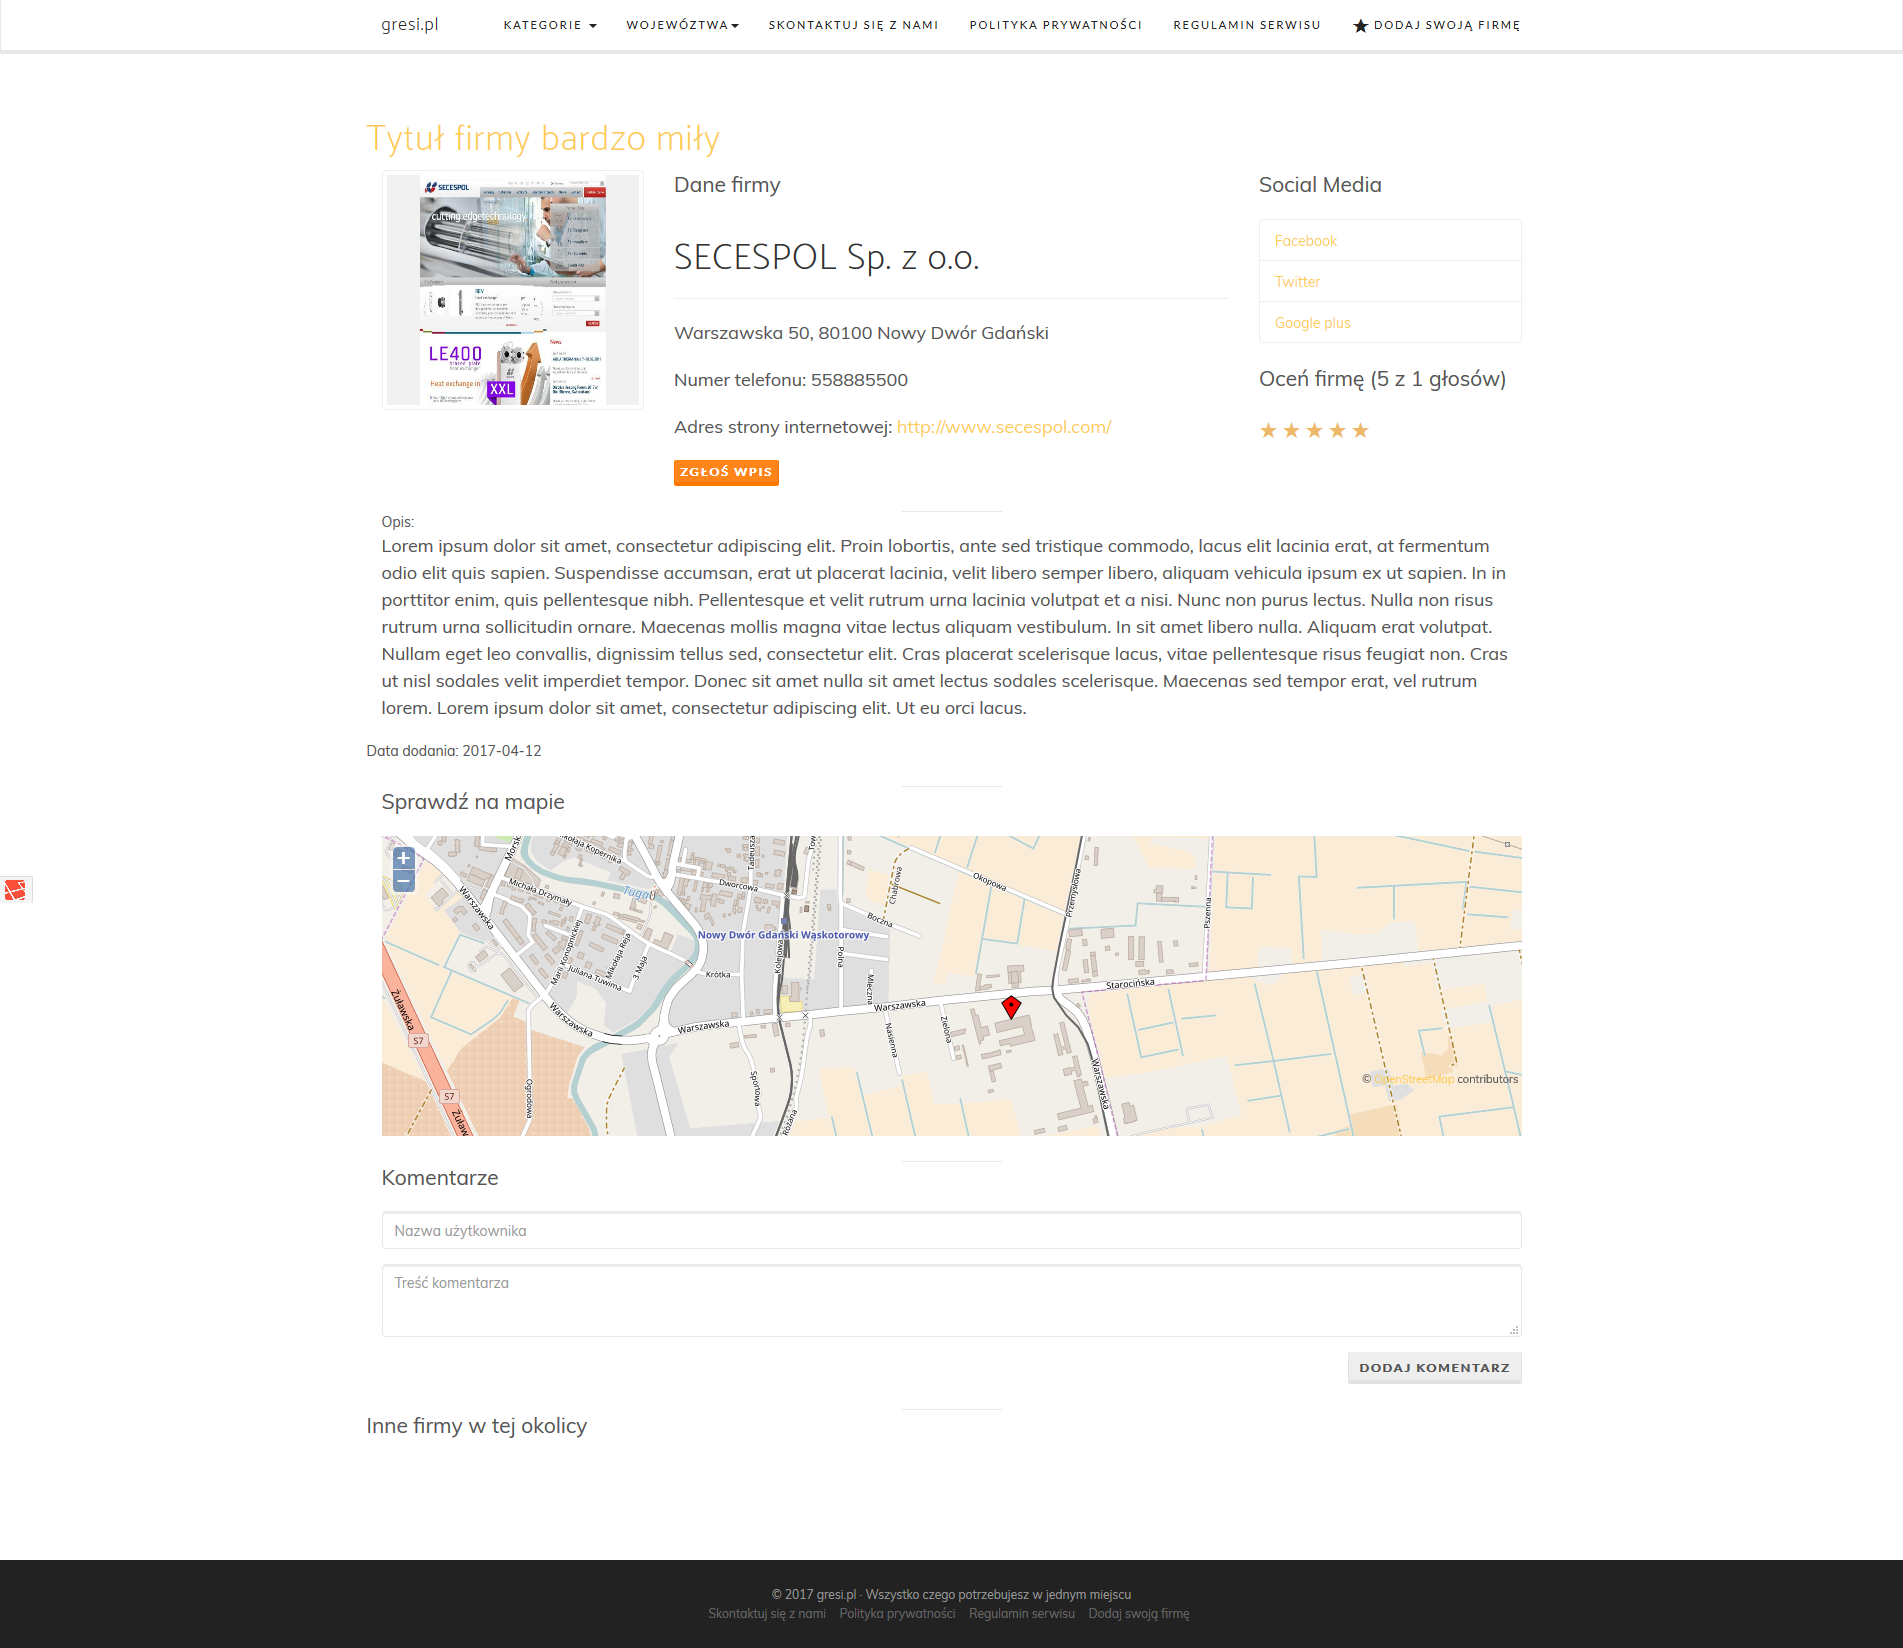 gresi.pl
KATEGORIE
WOJEWÓDZTWA
SKONTAKTUJ SIĘ Z NAMI
POLITYKA PRYWATNOŚCI
REGULAMIN SERWISU
DODAJ SWOJĄ FIRMĘ
Tytuł firmy bardzo miły
SECESPOL
cutting edgetechnology
LE400
Heat exchange in
XXL
Dane firmy
SECESPOL Sp. z o.o.
Warszawska 50, 80100 Nowy Dwór Gdański
Numer telefonu: 558885500
Adres strony internetowej: http://www.secespol.com/
ZGŁOŚ WPIS
Social Media
Facebook
Twitter
Google plus
Oceń firmę (5 z 1 głosów)
Opis:
Lorem ipsum dolor sit amet, consectetur adipiscing elit. Proin lobortis, ante sed tristique commodo, lacus elit lacinia erat, at fermentum
odio elit quis sapien. Suspendisse accumsan, erat ut placerat lacinia, velit libero semper libero, aliquam vehicula ipsum ex ut sapien. In in
porttitor enim, quis pellentesque nibh. Pellentesque et velit rutrum urna lacinia volutpat et a nisi. Nunc non purus lectus. Nulla non risus
rutrum urna sollicitudin ornare. Maecenas mollis magna vitae lectus aliquam vestibulum. In sit amet libero nulla. Aliquam erat volutpat.
Nullam eget leo convallis, dignissim tellus sed, consectetur elit. Cras placerat scelerisque lacus, vitae pellentesque risus feugiat non. Cras
ut nisl sodales velit imperdiet tempor. Donec sit amet nulla sit amet lectus sodales scelerisque. Maecenas sed tempor erat, vel rutrum
lorem. Lorem ipsum dolor sit amet, consectetur adipiscing elit. Ut eu orci lacus.
Data dodania: 2017-04-12
Sprawdź na mapie
+
−
Morsk
ołaja Kopernika
Tadeusza
Tow
Michała Drzymały
Tuga
Dworcowa
Chabrowa
Okopowa
Przemysłowa
Pszenna
Warszawska
Boczna
Nowy Dwór Gdański Wąskotorowy
Marii Konopnickiej
Mikołaja Reja
Juliana Tuwima
3 Maja
Krótka
Kolejowa
Polna
Mleczna
Starocińska
Żuławska
Warszawska
Warszawska
Warszawska
Nasienna
Zielona
S7
S7
Ogrodowa
Sportowa
Różana
Warszawska
Żuław
© OpenStreetMap contributors
Komentarze
Nazwa użytkownika
Treść komentarza
DODAJ KOMENTARZ
Inne firmy w tej okolicy
© 2017 gresi.pl · Wszystko czego potrzebujesz w jednym miejscu
Skontaktuj się z nami Polityka prywatności Regulamin serwisu Dodaj swoją firmę